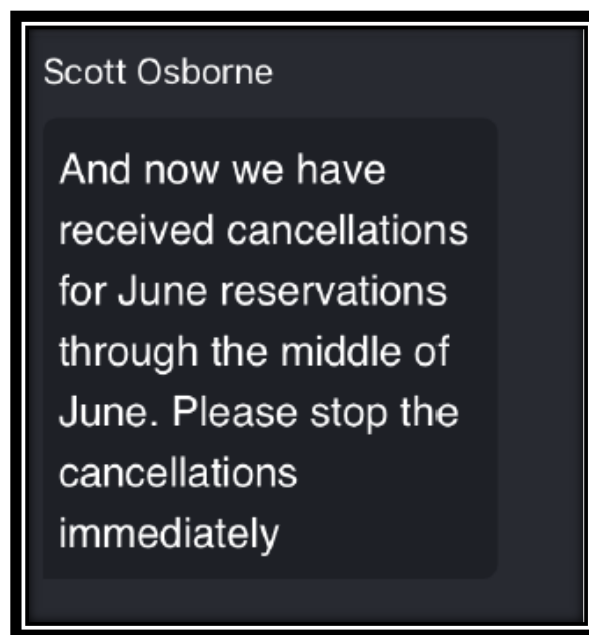 Scott Osborne
And now we have
received cancellations
for June reservations
through the middle of
June. Please stop the
cancellations
immediately